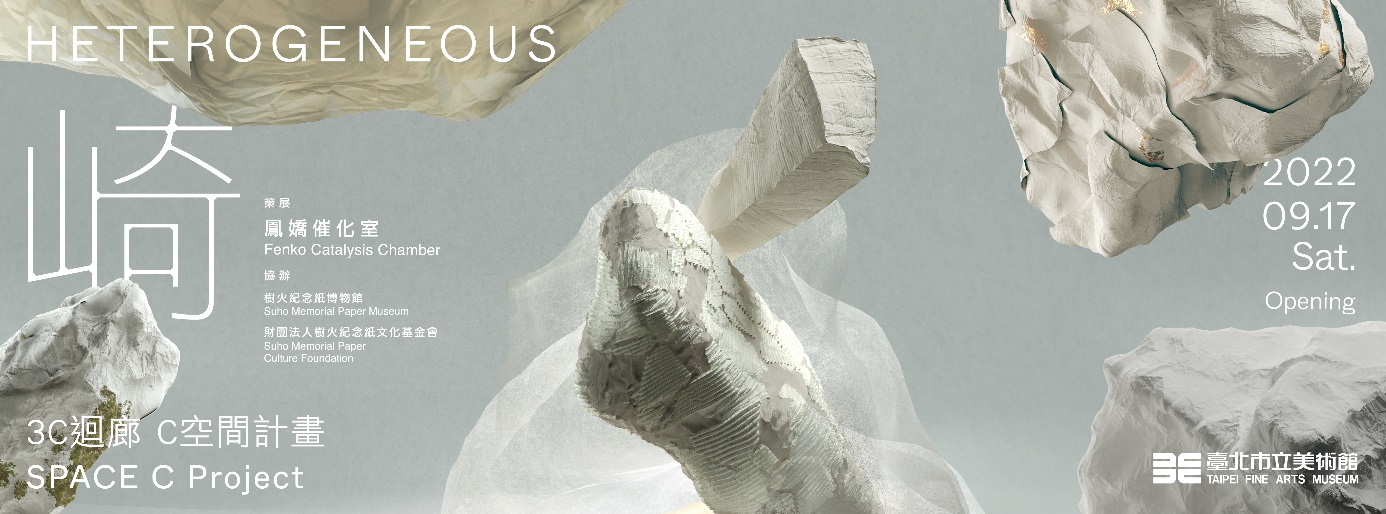 HETEROGENEOUS
崎
策展
鳳嬌催化室
Fenko Catalysis Chamber
協辦
樹火紀念紙博物館
Suho Memorial Paper Museum
財團法人樹火紀念紙文化基金會
Suho Memorial Paper
Culture Foundation
3C迴廊 C空間計畫
SPACE C Project
2022
09.17
Sat.
Opening
臺北市立美術館
TAIPEI FINE ARTS MUSEUM